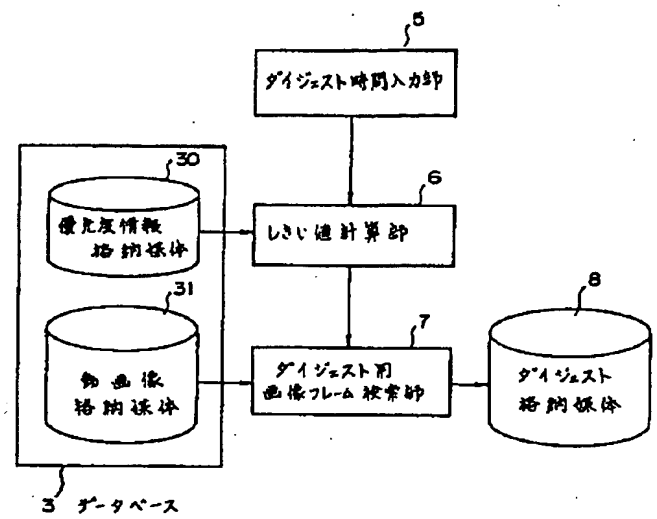 5
ダイジェスト時間入力部
30
優先度情報
格納媒体
6
しきい値計算部
31
動画像
格納媒体
7
ダイジェスト用
画像フレーム検索部
8
ダイジェスト
格納媒体
3 データベース